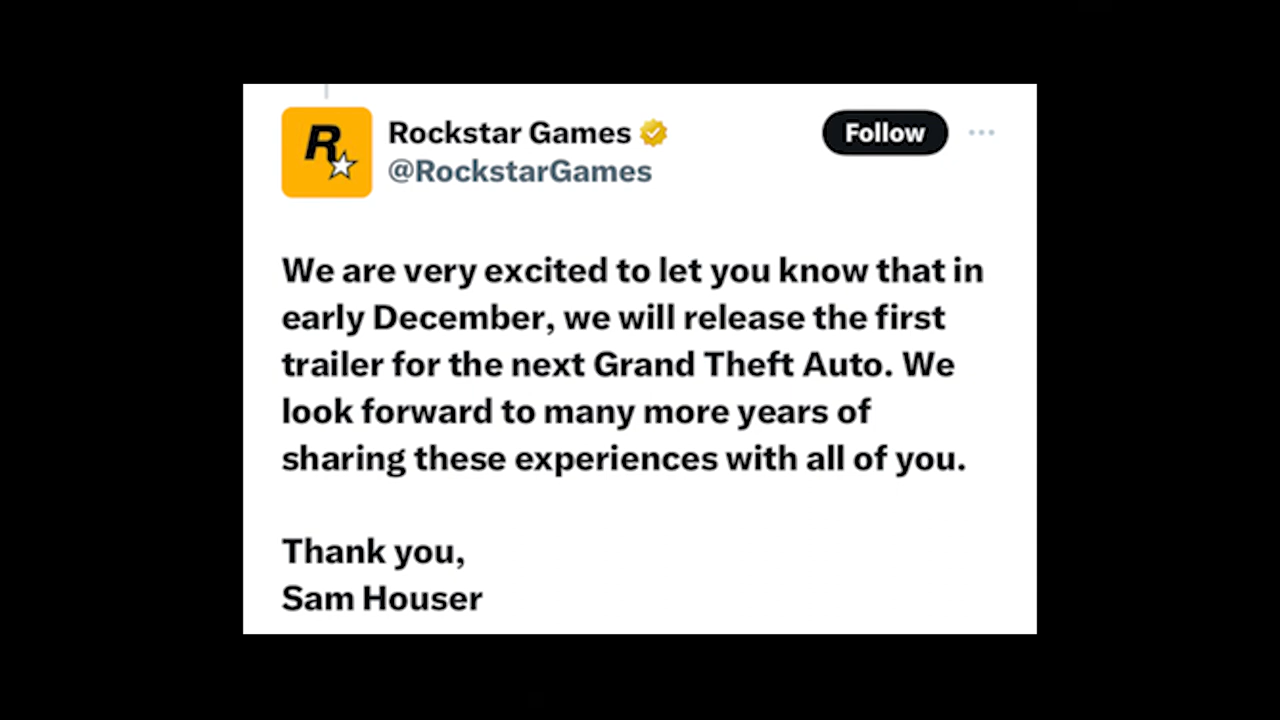 Rockstar Games
Follow
@RockstarGames
We are very excited to let you know that in
early December, we will release the first
trailer for the next Grand Theft Auto. We
look forward to many more years of
sharing these experiences with all of you.
Thank you,
Sam Houser